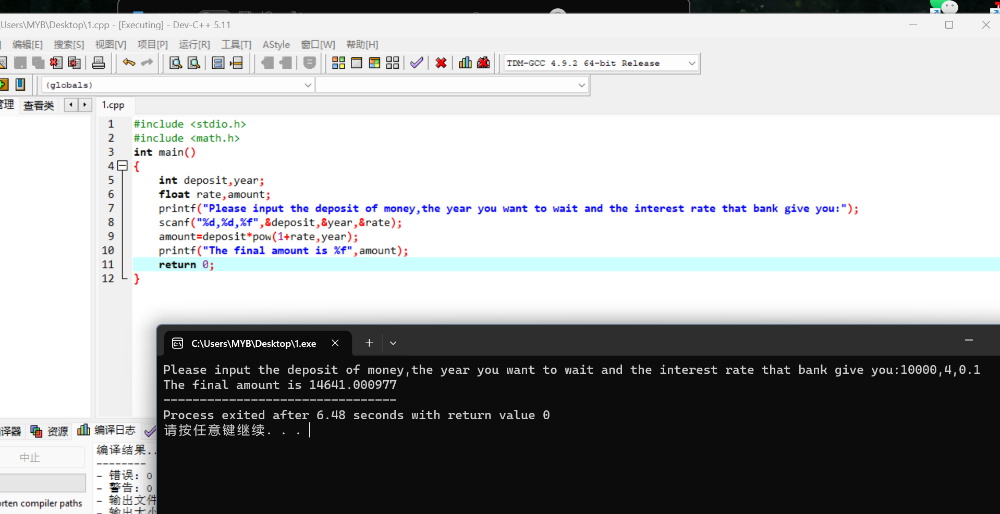 Users\MYB\Desktop\1.cpp - [Executing] - Dev-C++ 5.11
编辑[E] 搜索[S] 视图[V] 项目[P] 运行[R] 工具[T] AStyle 窗口[W] 帮助[H]
TDM-GCC 4.9.2 64-bit Release
(globals)
管理 查看类 1.cpp
1 #include <stdio.h>
2 #include <math.h>
3 int main()
4 {
5 int deposit,year;
6 float rate,amount;
7 printf("Please input the deposit of money,the year you want to wait and the interest rate that bank give you:");
8 scanf("%d,%d,%f",&deposit,&year,&rate);
9 amount=deposit*pow(1+rate,year);
10 printf("The final amount is %f",amount);
11 return 0;
12 }
C:\Users\MYB\Desktop\1.exe
Please input the deposit of money,the year you want to wait and the interest rate that bank give you:10000,4,0.1
The final amount is 14641.000977
--------------------------------
Process exited after 6.48 seconds with return value 0
请按任意键继续. . .
译器 资源 编译日志
中止
编译结果..
--------
- 错误: 0
- 警告: 0
- 输出文件
- 输出大小
orten compiler paths